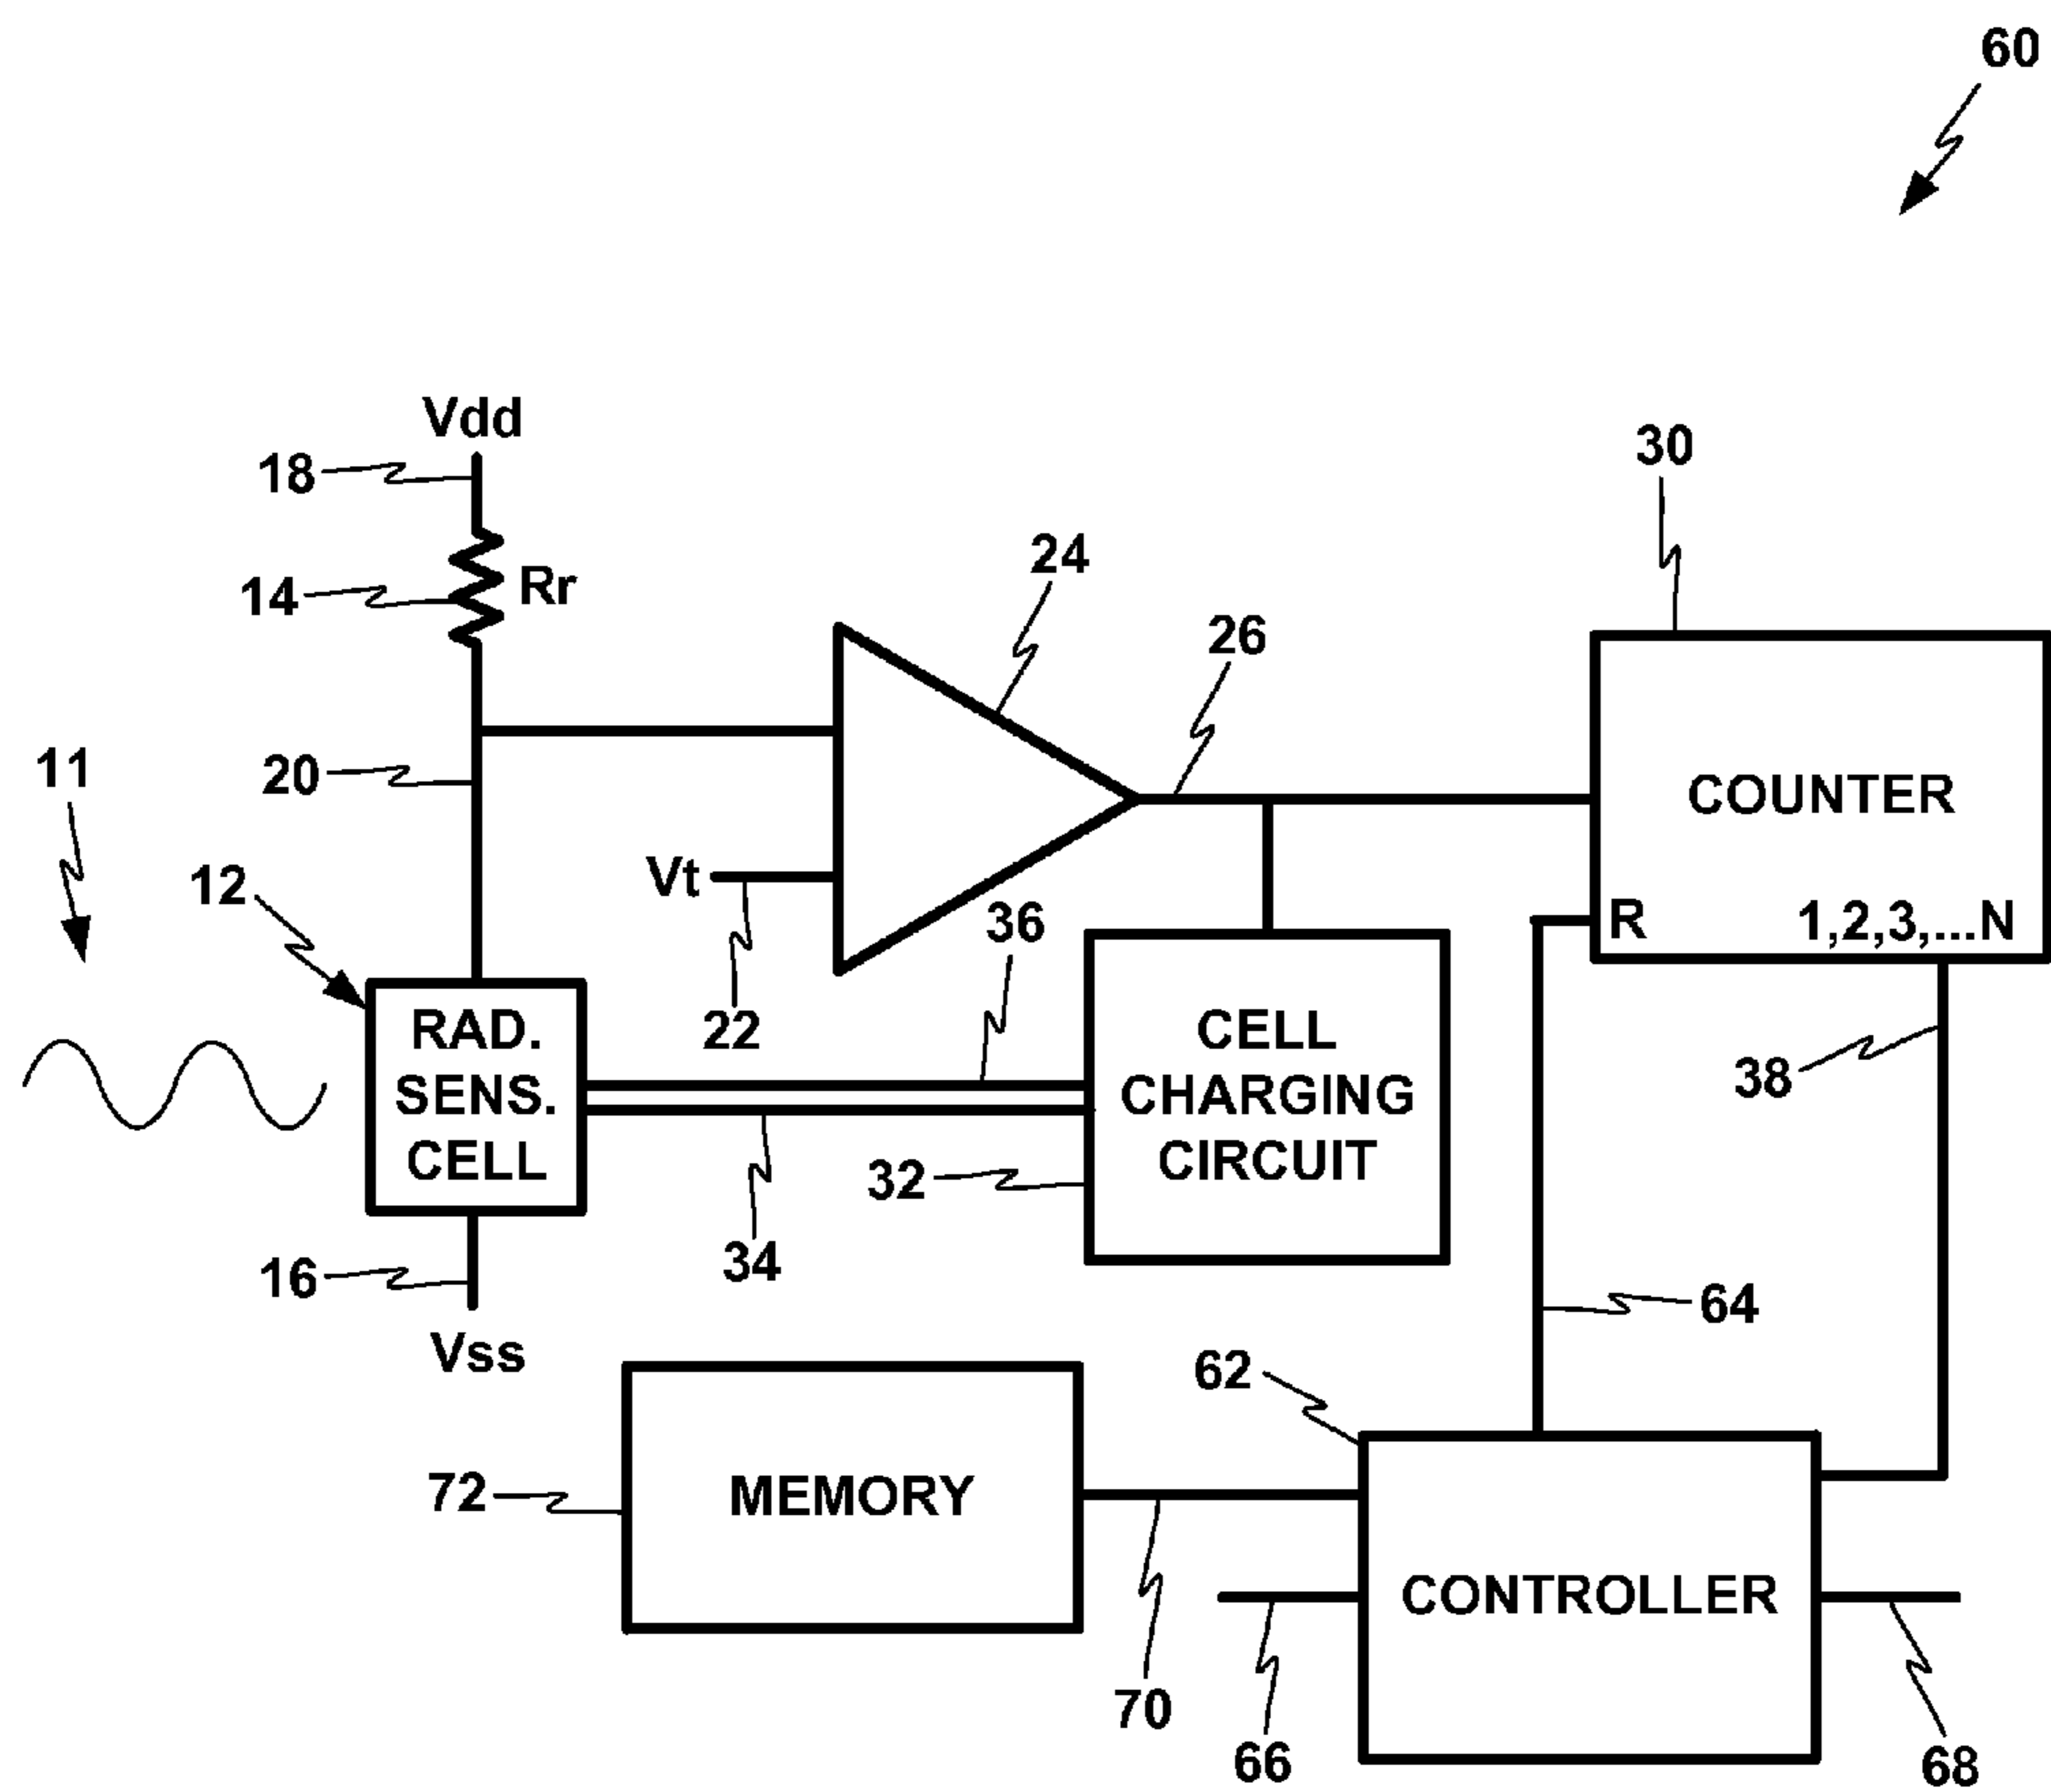 60
Vdd
18
30
24
14
Rr
26
11
20
COUNTER
12
Vt
36
R
1,2,3,...N
22
RAD.
SENS.
CELL
CELL
CHARGING
CIRCUIT
38
32
34
16
64
Vss
62
72
MEMORY
CONTROLLER
70
66
68